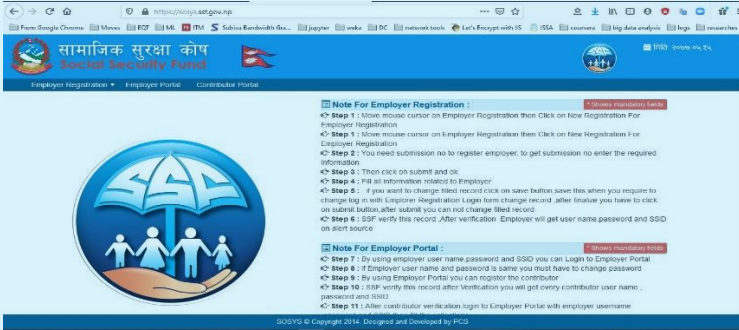 https://sosys.ssf.gov.np
From Google Chrome Moves EQT ML ITM Subisu Bandwidth Gra... jupyter weka DC network tools Let's Encrypt with IIS ISSA coursera big data analysis logs researches
सामाजिक सुरक्षा कोष
Social Security Fund
मिति: २०७७
Employer Registration Employer Portal Contributor Portal
Note For Employer Registration :
* Shows mandatory fields
Step 1 : Move mouse cursor on Employer Registration then Click on New Registration For
Employer Registration
Step 1 : Move mouse cursor on Employer Registration then Click on New Registration For
Employer Registration
Step 2 : You need submission no to register employer, to get submission no enter the required
Information
Step 3 : Then click on submit and ok
Step 4 : Fill all information related to Employer
Step 5 : if you want to change filled record click on save button,save this,when you require to
change log in with Emplorer Registration Login form change record ,after finalize you have to click
on submit button,after submit you can not change filled record
Step 6 : SSF verify this record ,After verification Employer will get user name,password and SSID
on alert source
Note For Employer Portal :
* Shows mandatory fields
Step 7 : By using employer user name,password and SSID you can Login to Employer Portal
Step 8 : if Employer user name and password is same you must have to change password
Step 9 : By using Employer Portal you can register the contributor
Step 10 : SSF verify this record after Verification you will get every contributor user name ,
password and SSID
Step 11 : After contributor verification,login to Employer Portal with employer username
SSF
SOSYS © Copyright 2014. Designed and Developed by PCS